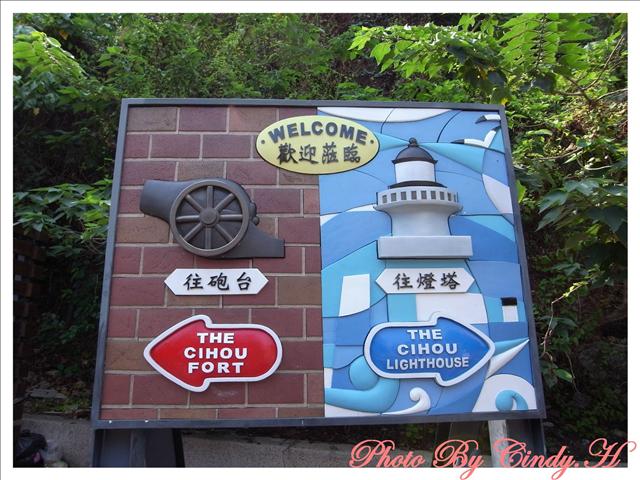 WELCOME
歡迎蒞臨
往砲台
往燈塔
THE
CIHOU
FORT
THE
CIHOU
LIGHTHOUSE
Photo By Cindy.H